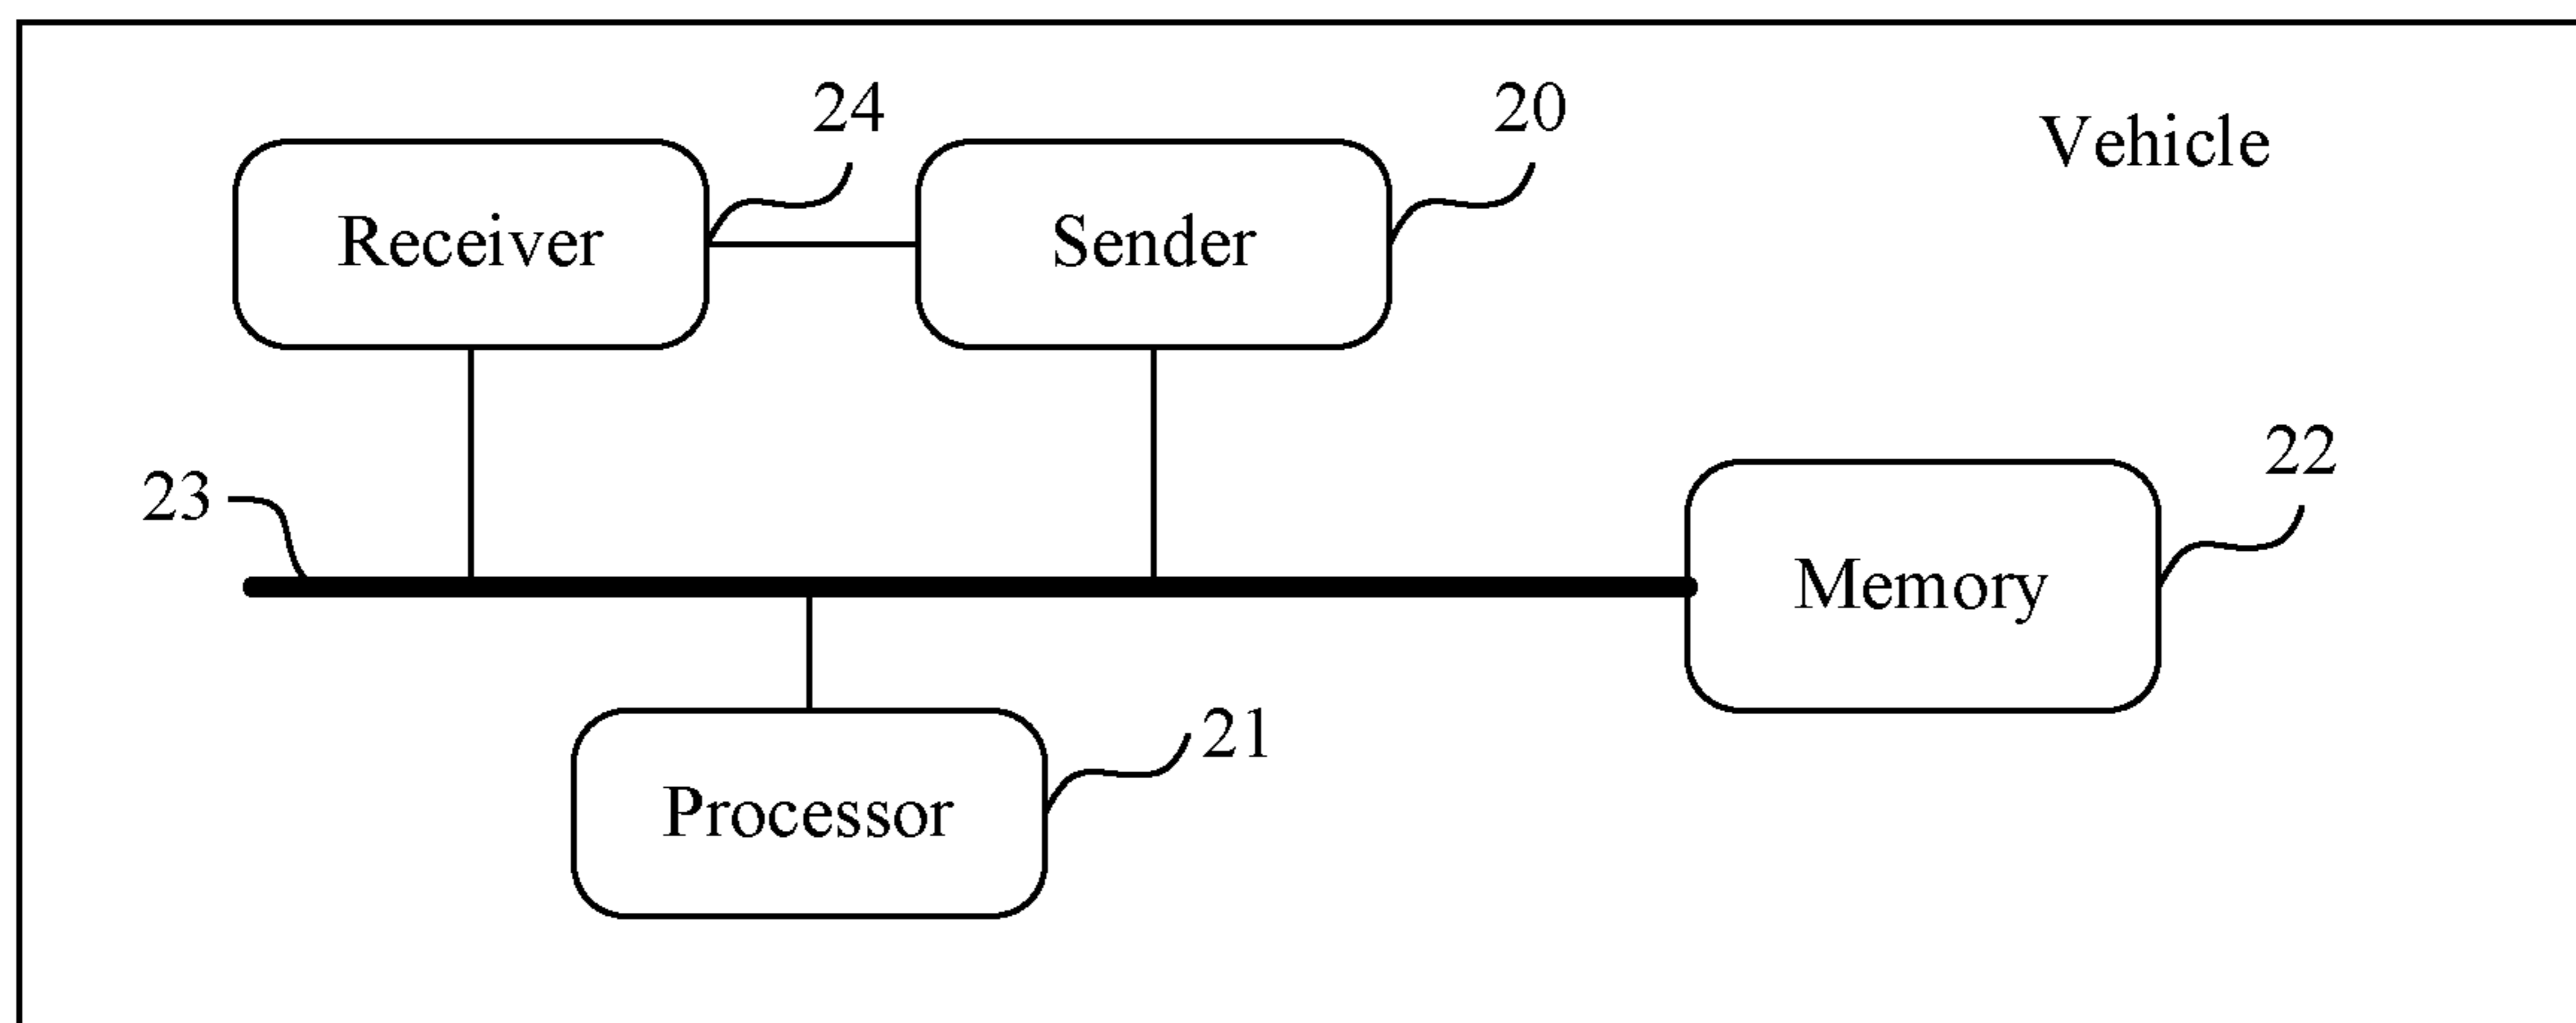 24
20
Vehicle
Receiver
Sender
23
22
Memory
21
Processor